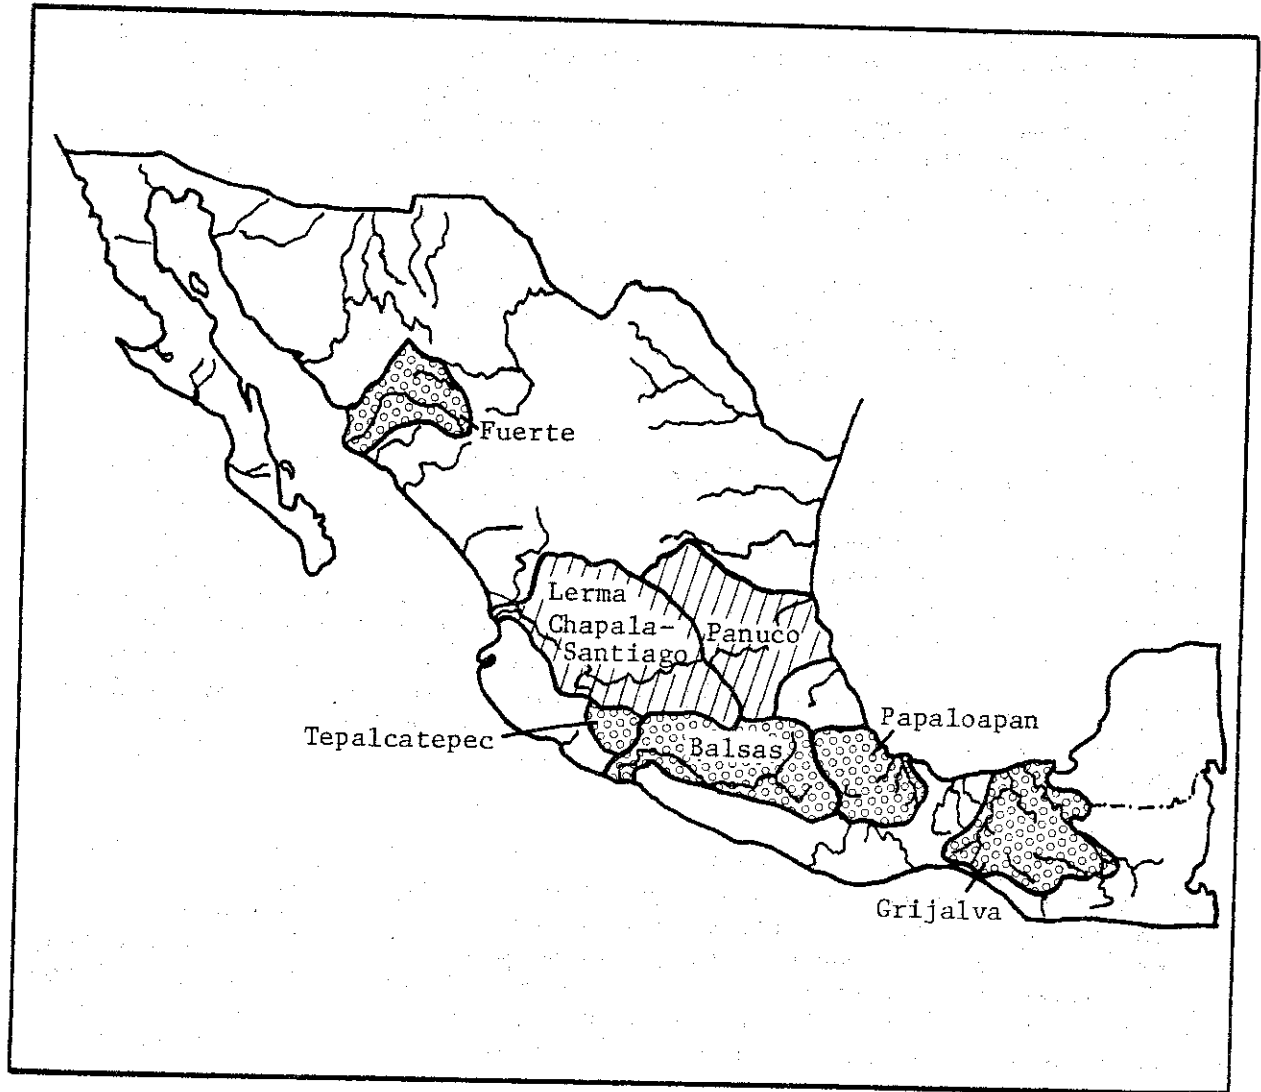 Fuerte
Lerma
Chapala-
Santiago
Panuco
Papaloapan
Tepalcatepec
Balsas
Grijalva